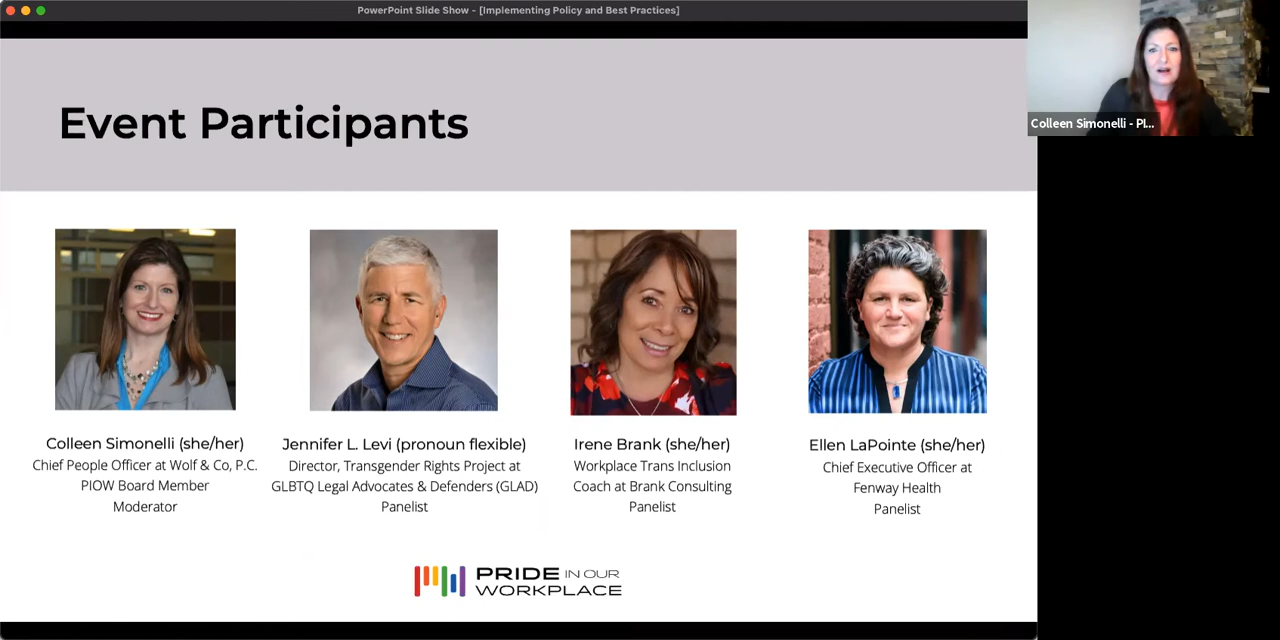 PowerPoint Slide Show - [Implementing Policy and Best Practices]
Colleen Simonelli - PI...
Event Participants
Colleen Simonelli (she/her)
Chief People Officer at Wolf & Co, P.C.
PIOW Board Member
Moderator
Jennifer L. Levi (pronoun flexible)
Director, Transgender Rights Project at
GLBTQ Legal Advocates & Defenders (GLAD)
Panelist
Irene Brank (she/her)
Workplace Trans Inclusion
Coach at Brank Consulting
Panelist
Ellen LaPointe (she/her)
Chief Executive Officer at
Fenway Health
Panelist
PRIDE IN OUR
WORKPLACE